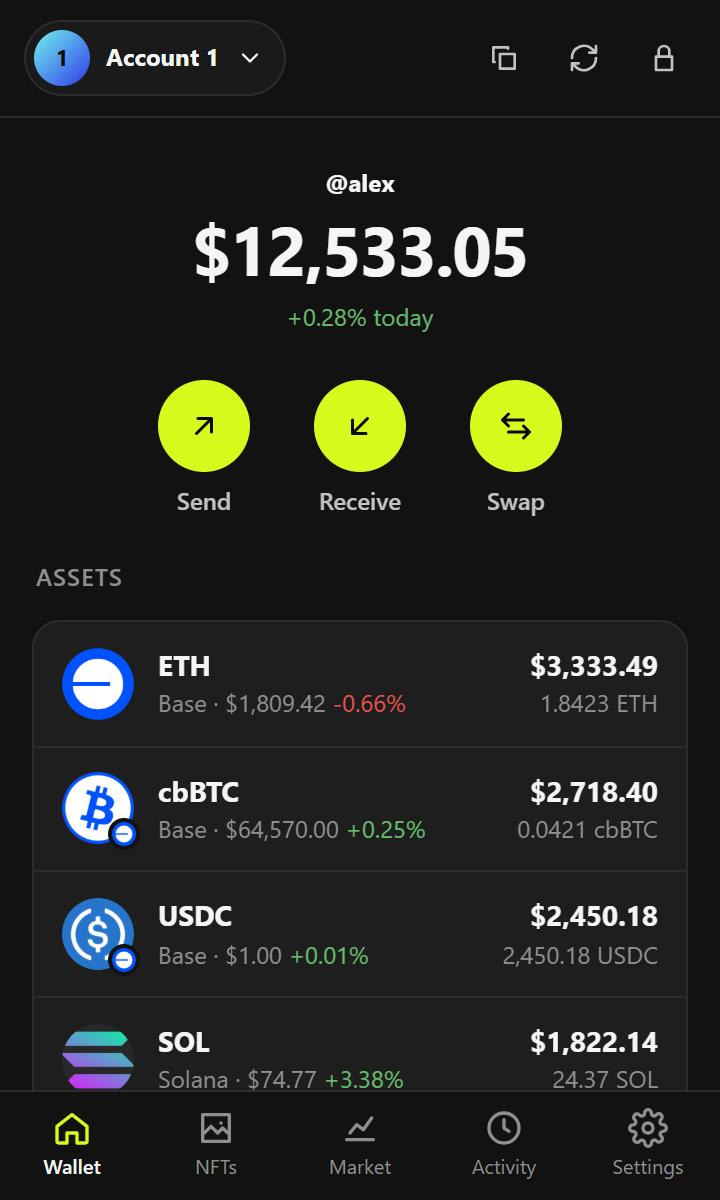 1 Account 1
@alex
$12,533.05
+0.28% today
Send Receive Swap
ASSETS
ETH $3,333.49
Base · $1,809.42 -0.66% 1.8423 ETH
cbBTC $2,718.40
Base · $64,570.00 +0.25% 0.0421 cbBTC
USDC $2,450.18
Base · $1.00 +0.01% 2,450.18 USDC
SOL $1,822.14
Solana · $74.77 +3.38% 24.37 SOL
Wallet NFTs Market Activity Settings